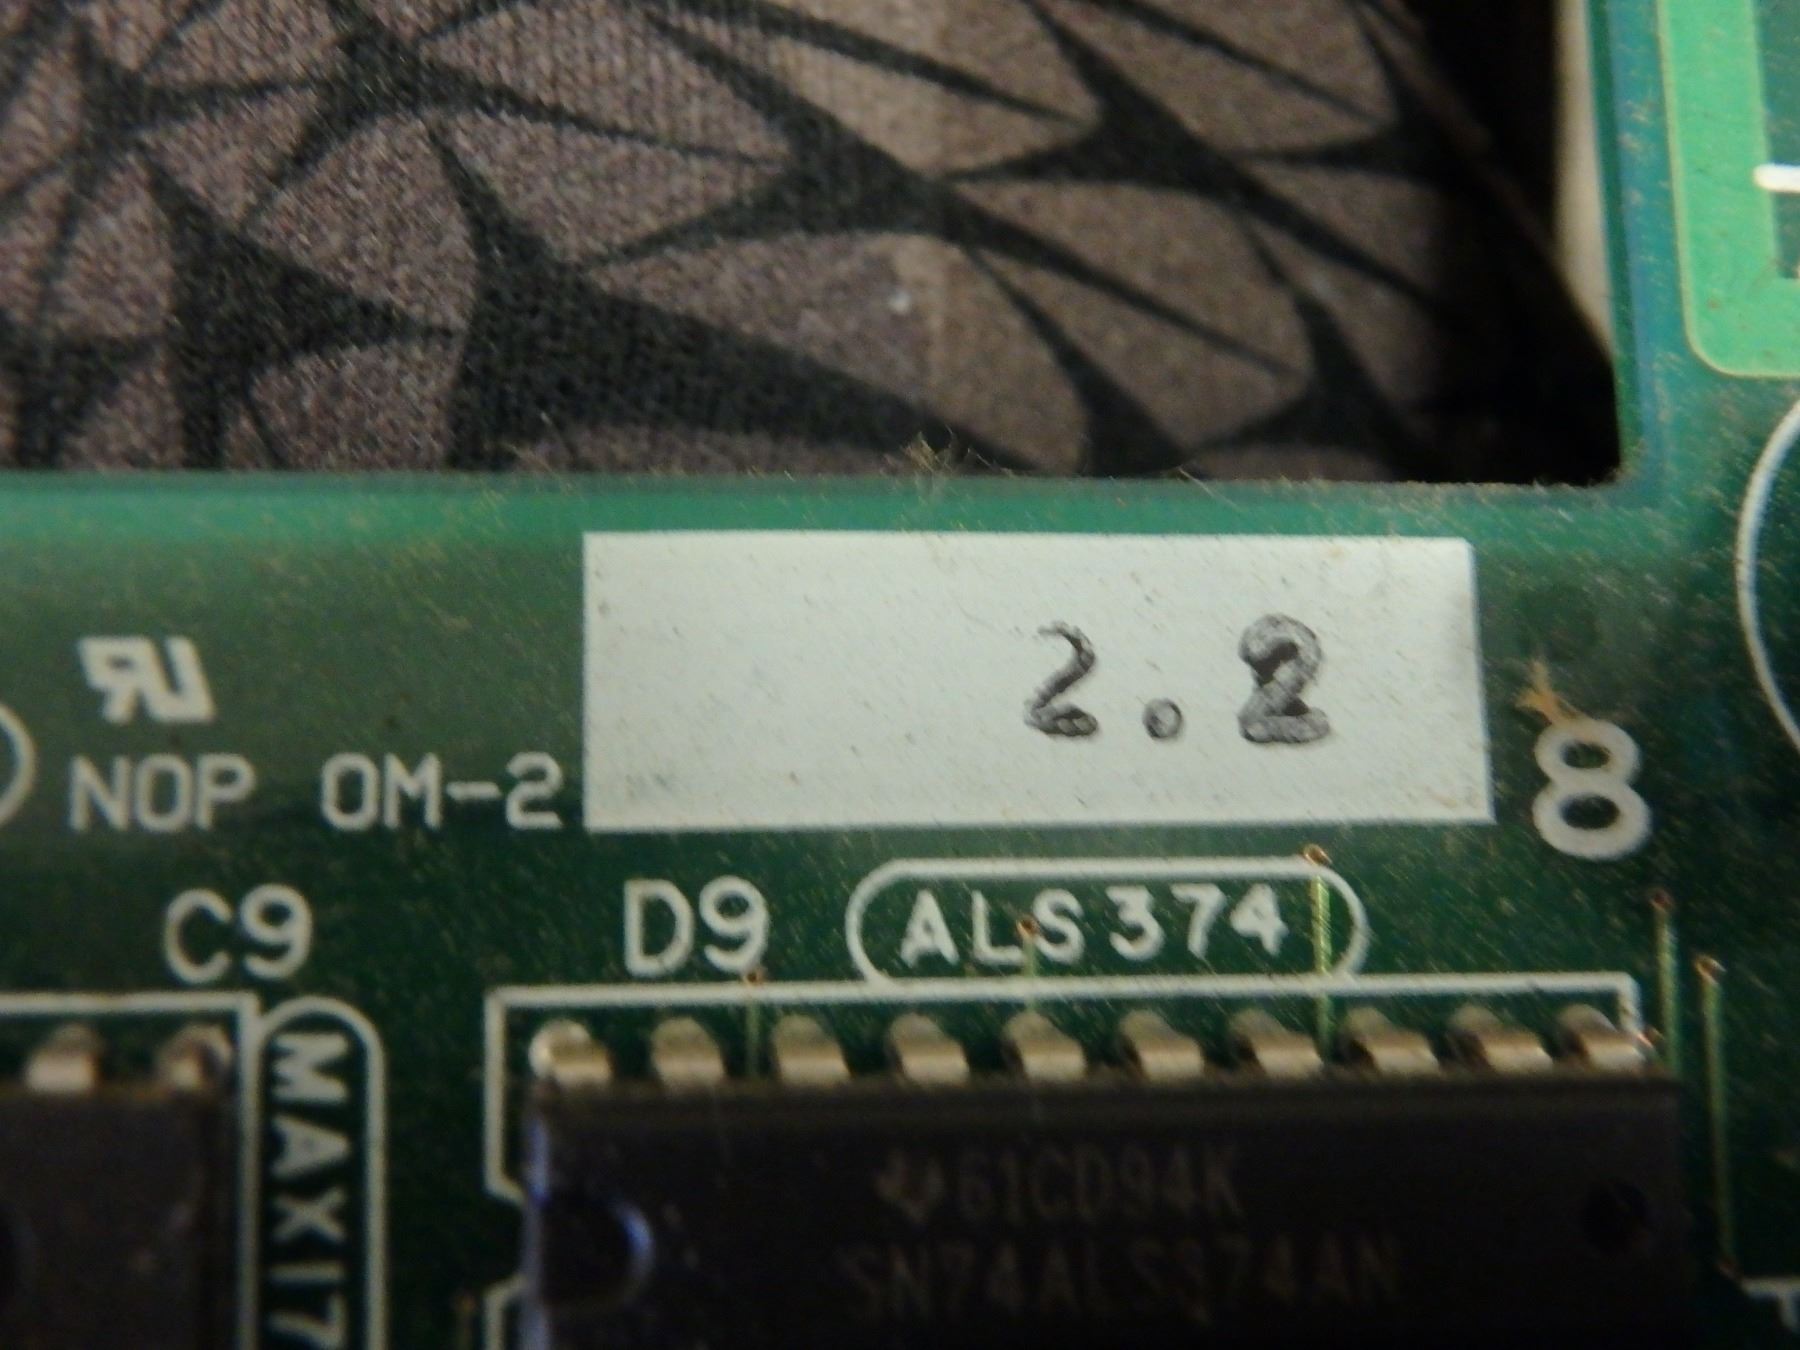 2.2
NOP OM-2
8
C9
D9
ALS374
MAX17
61CD94K
SN74ALS374AN